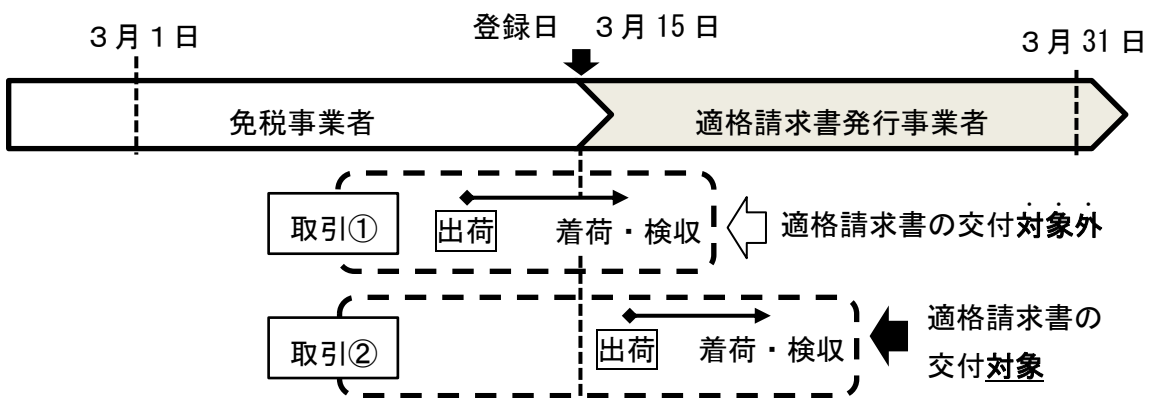 ３月１日
登録日　３月 15 日
３月 31 日
免税事業者
適格請求書発行事業者
取引①
出荷
着荷・検収
適格請求書の交付対象外
取引②
出荷
着荷・検収
適格請求書の
交付対象